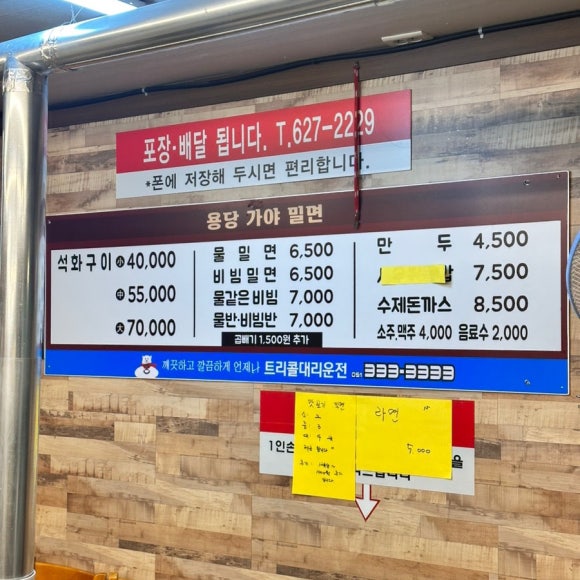 포장·배달 됩니다. T.627-2229
*폰에 저장해 두시면 편리합니다.
용당 가야 밀면
석화구이 小 40,000
中 55,000
大 70,000
물밀면 6,500
비빔밀면 6,500
물같은비빔 7,000
물반·비빔반 7,000
곱빼기 1,500원 추가
만두 4,500
7,500
수제돈까스 8,500
소주.맥주 4,000 음료수 2,000
깨끗하고 깔끔하게 언제나 트리콜대리운전 051 333-3333
라면
5,000
1인손
을